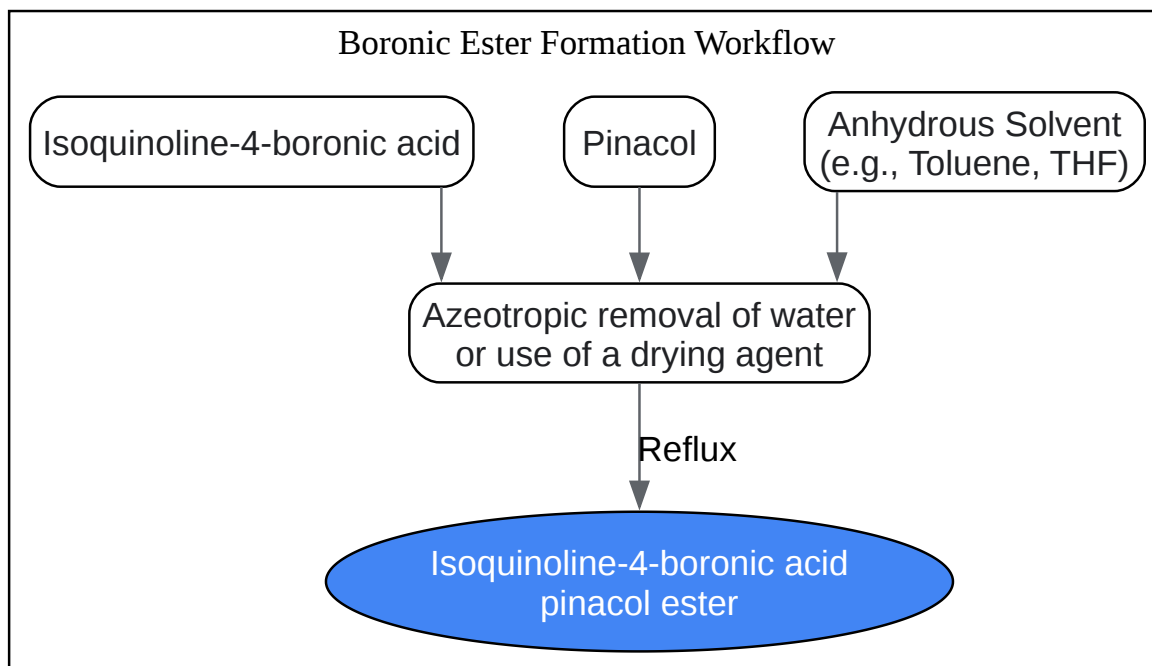 Boronic Ester Formation Workflow
Isoquinoline-4-boronic acid
Pinacol
Anhydrous Solvent
(e.g., Toluene, THF)
Azeotropic removal of water
or use of a drying agent
Reflux
Isoquinoline-4-boronic acid
pinacol ester